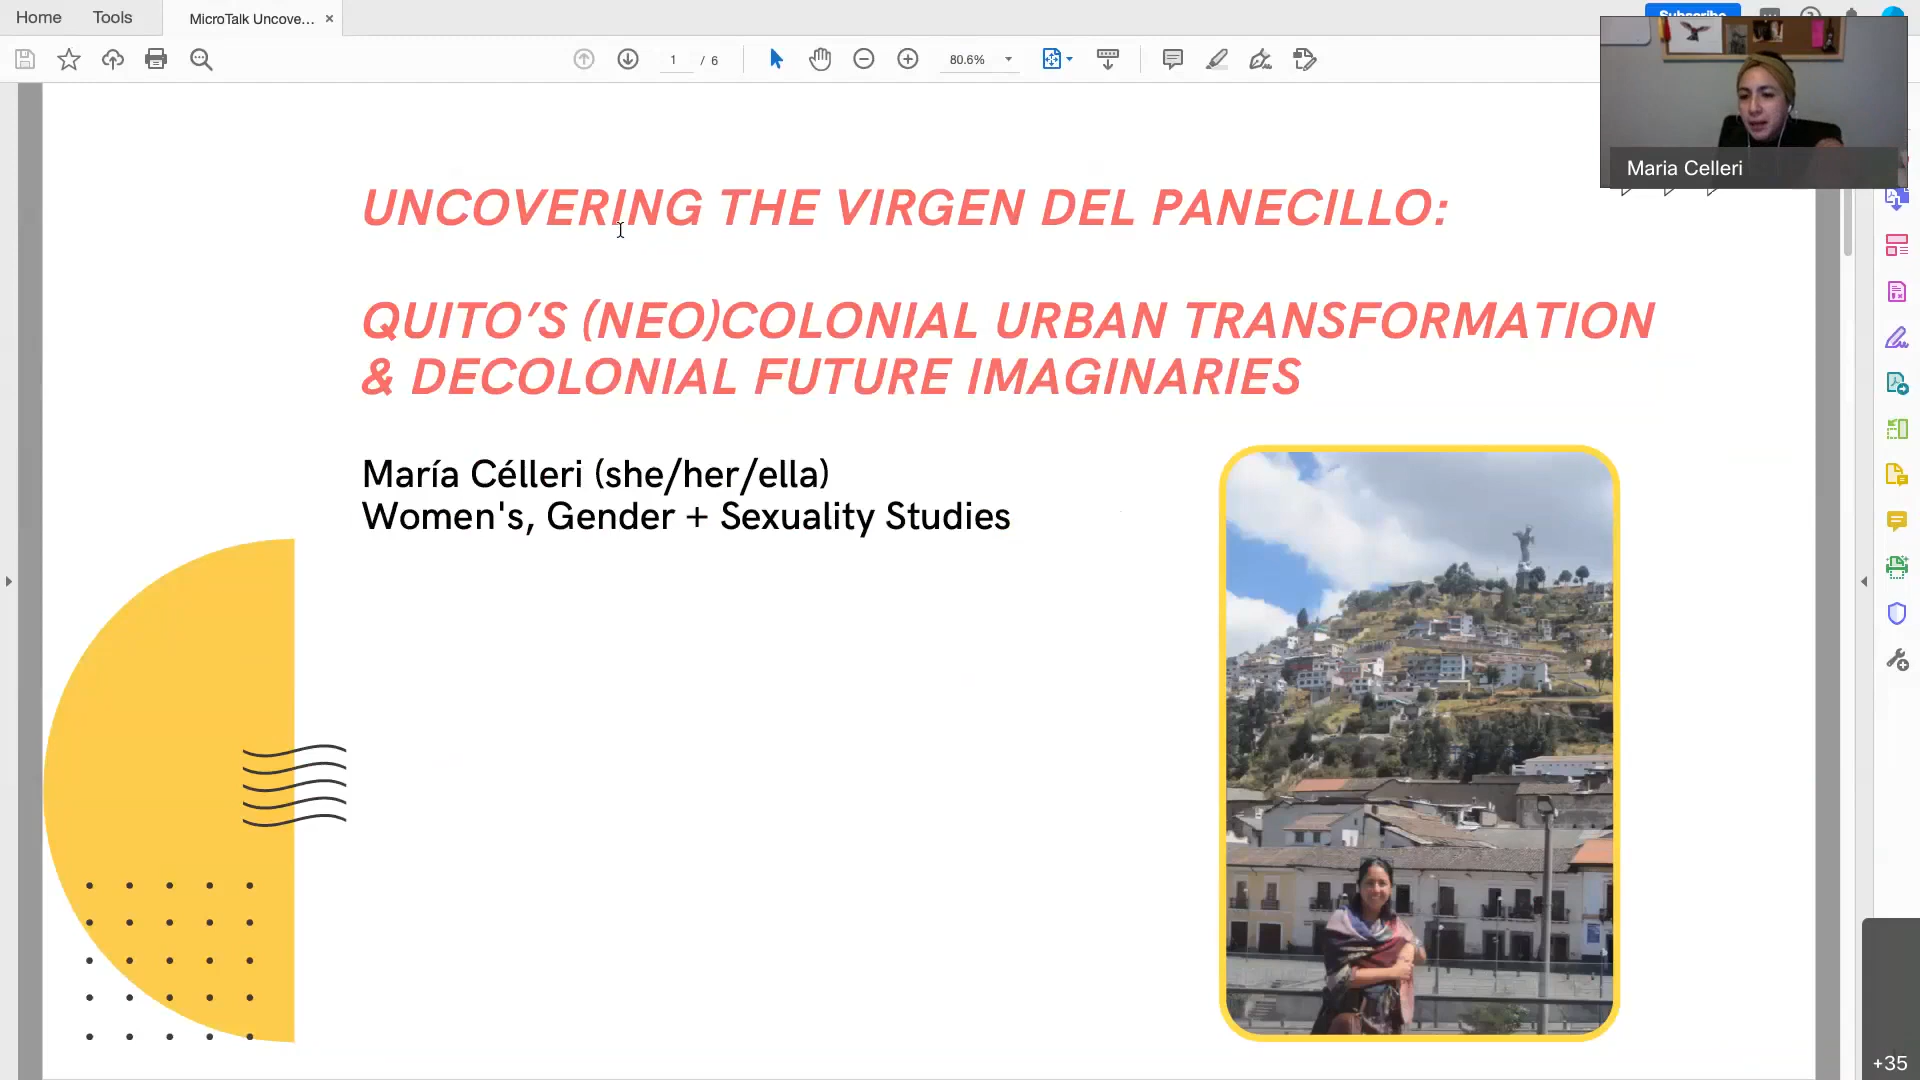 Home
Tools
MicroTalk Uncove...
1 / 6
80.6%
Subscribe
Maria Celleri
UNCOVERING THE VIRGEN DEL PANECILLO:
QUITO’S (NEO)COLONIAL URBAN TRANSFORMATION
& DECOLONIAL FUTURE IMAGINARIES
María Célleri (she/her/ella)
Women's, Gender + Sexuality Studies
+35